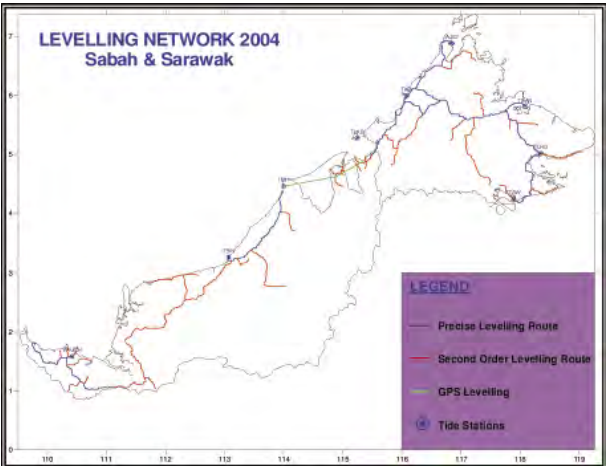 LEVELLING NETWORK 2004
Sabah & Sarawak
7
6
5
4
3
2
1
0
LEGEND
Precise Levelling Route
Second Order Levelling Route
GPS Levelling
Tide Stations
110 111 112 113 114 115 116 117 118 119